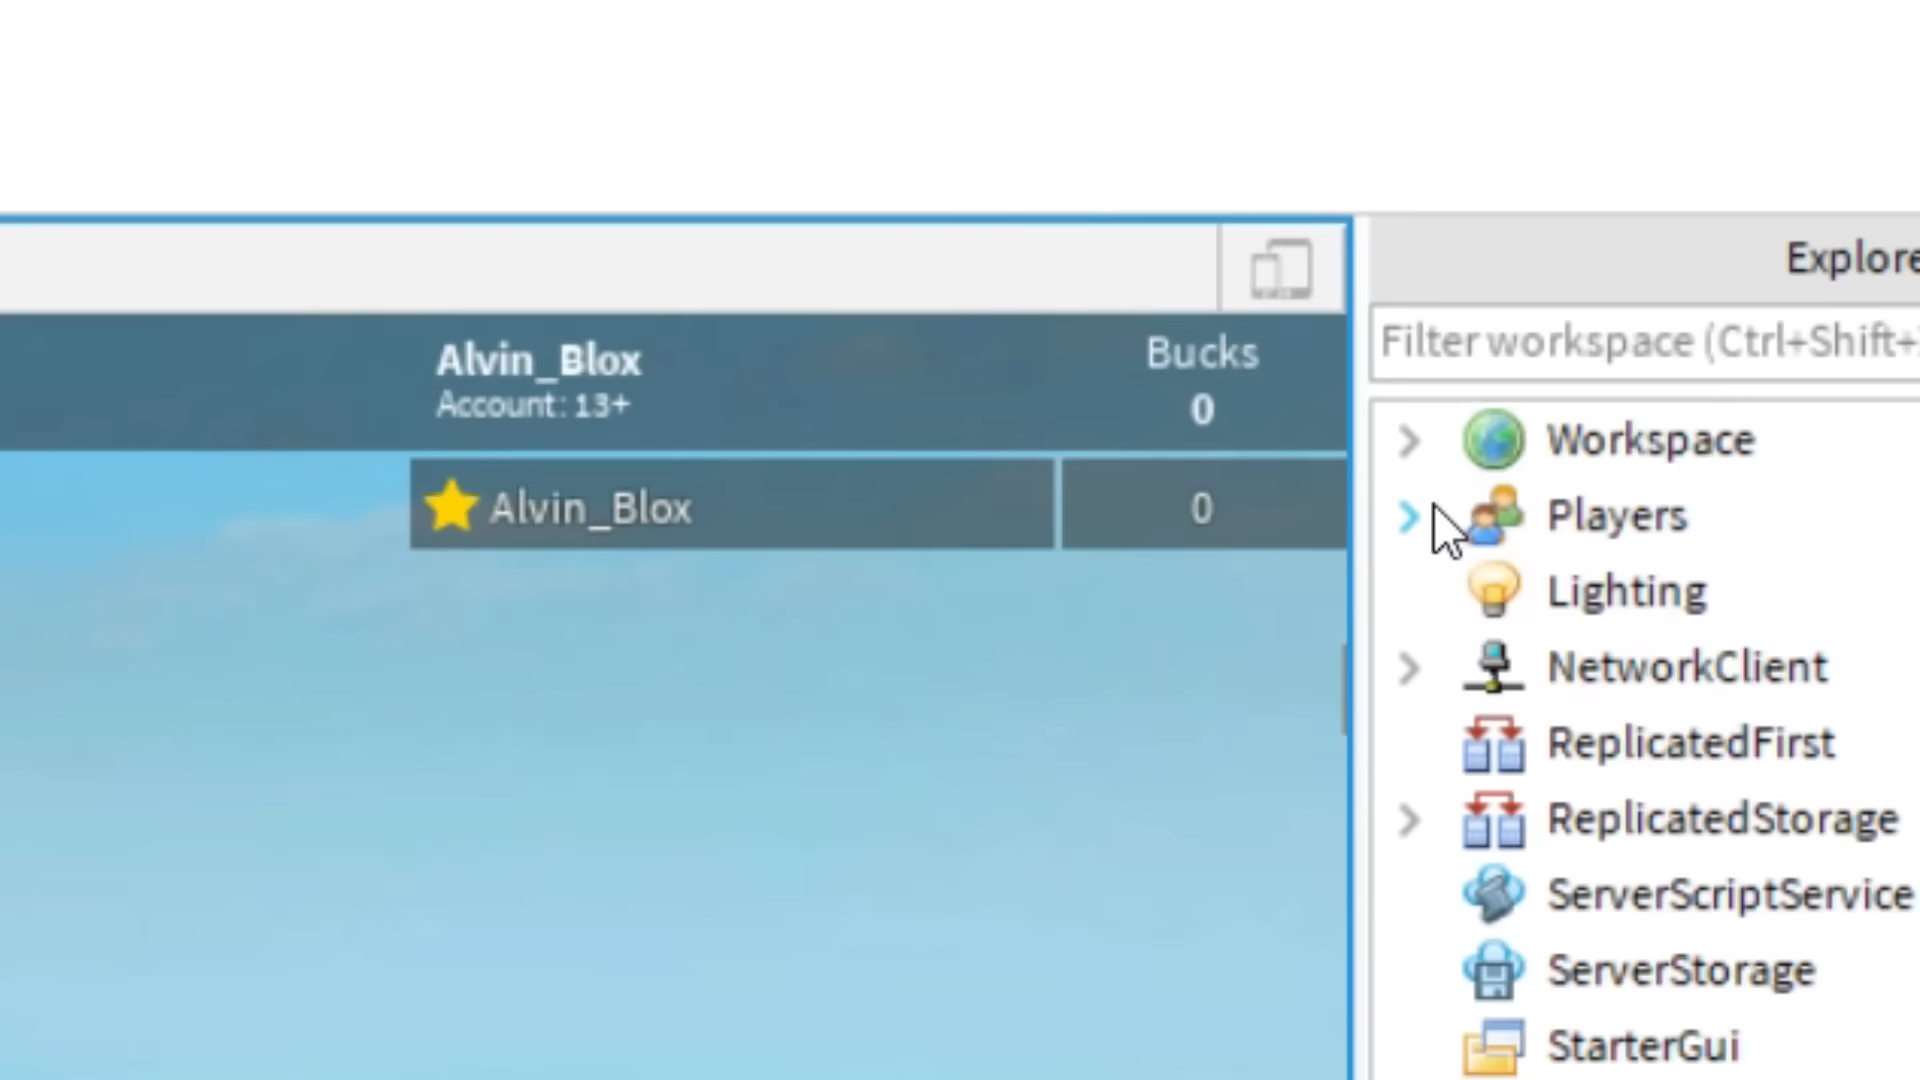 Explore
Filter workspace (Ctrl+Shift+
Alvin_Blox
Account: 13+
Bucks
0
Alvin_Blox
0
Workspace
Players
Lighting
NetworkClient
ReplicatedFirst
ReplicatedStorage
ServerScriptService
ServerStorage
StarterGui